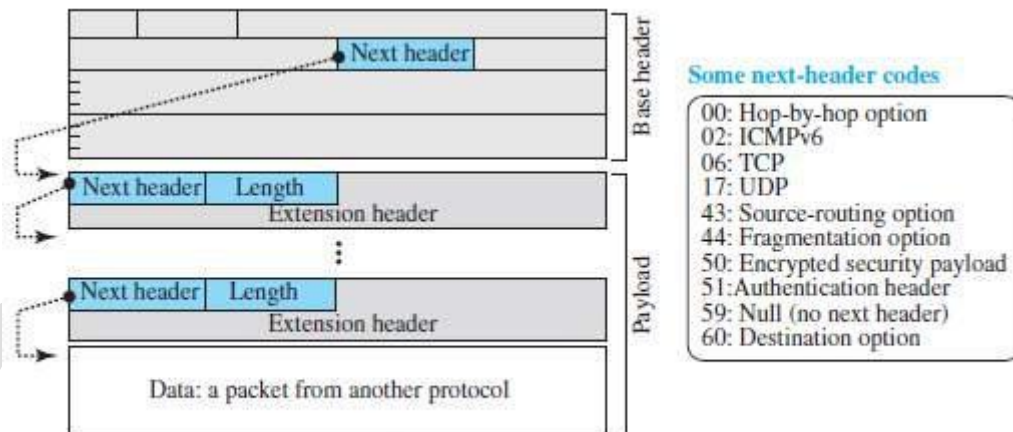 Next header
Base header
Some next-header codes
00: Hop-by-hop option
02: ICMPv6
06: TCP
17: UDP
43: Source-routing option
44: Fragmentation option
50: Encrypted security payload
51:Authentication header
59: Null (no next header)
60: Destination option
Next header Length
Extension header
Payload
Next header Length
Extension header
Data: a packet from another protocol